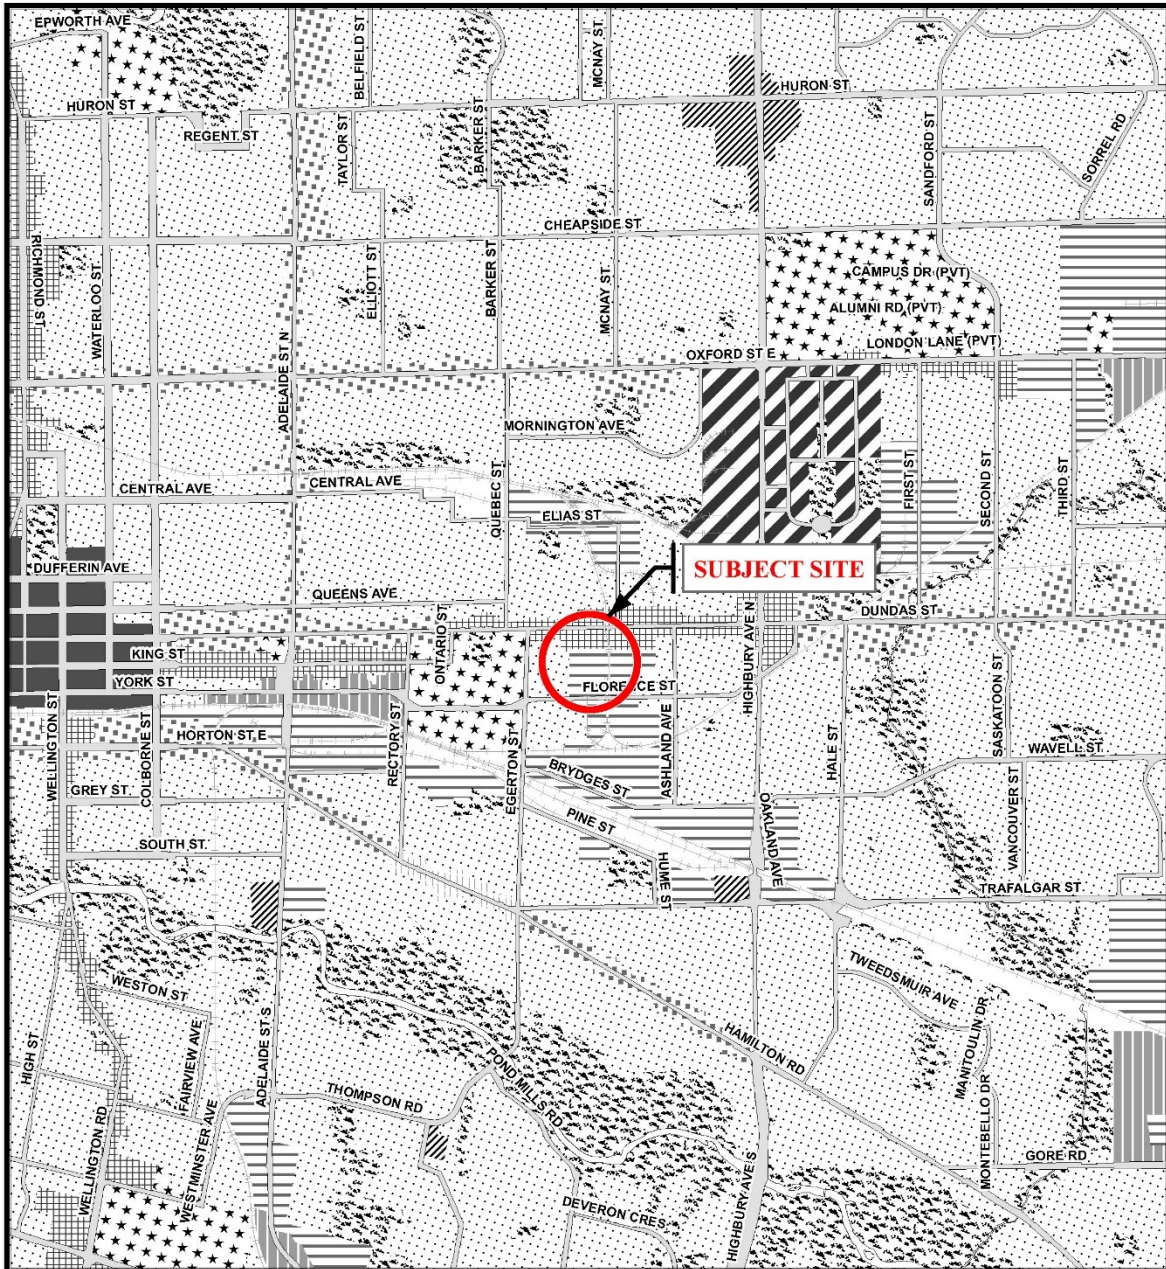 EPWORTH AVE
BELFIELD ST
MCNAY ST
HURON ST
HURON ST
REGENT ST
TAYLOR ST
BARKER ST
SANDFORD ST
SORREL RD
CHEAPSIDE ST
RICHMOND ST
WATERLOO ST
ELLIOTT ST
BARKER ST
MCNAY ST
CAMPUS DR (PVT)
ALUMNI RD (PVT)
LONDON LANE (PVT)
OXFORD ST E
ADELAIDE ST N
MORNINGTON AVE
CENTRAL AVE
CENTRAL AVE
QUEBEC ST
ELIAS ST
FIRST ST
SECOND ST
THIRD ST
DUFFERIN AVE
SUBJECT SITE
QUEENS AVE
DUNDAS ST
ONTARIO ST
HIGHBURY AVE N
KING ST
YORK ST
FLORENCE ST
WELLINGTON ST
COLBORNE ST
HORTON ST E
RECTORY ST
EGERTON ST
ASHLAND AVE
HALE ST
SASKATOON ST
WAVELL ST
GREY ST
BRYDGES ST
PINE ST
OAKLAND AVE
VANCOUVER ST
SOUTH ST
HUME ST
TRAFALGAR ST
WESTON ST
TWEEDSMUIR AVE
HIGH ST
FAIRVIEW AVE
ADELAIDE ST S
POND MILLS RD
HAMILTON RD
MANITOULIN DR
THOMPSON RD
MONTEBELLO DR
WELLINGTON RD
WESTMINSTER AVE
GORE RD
DEVERON CRES
HIGHBURY AVE S